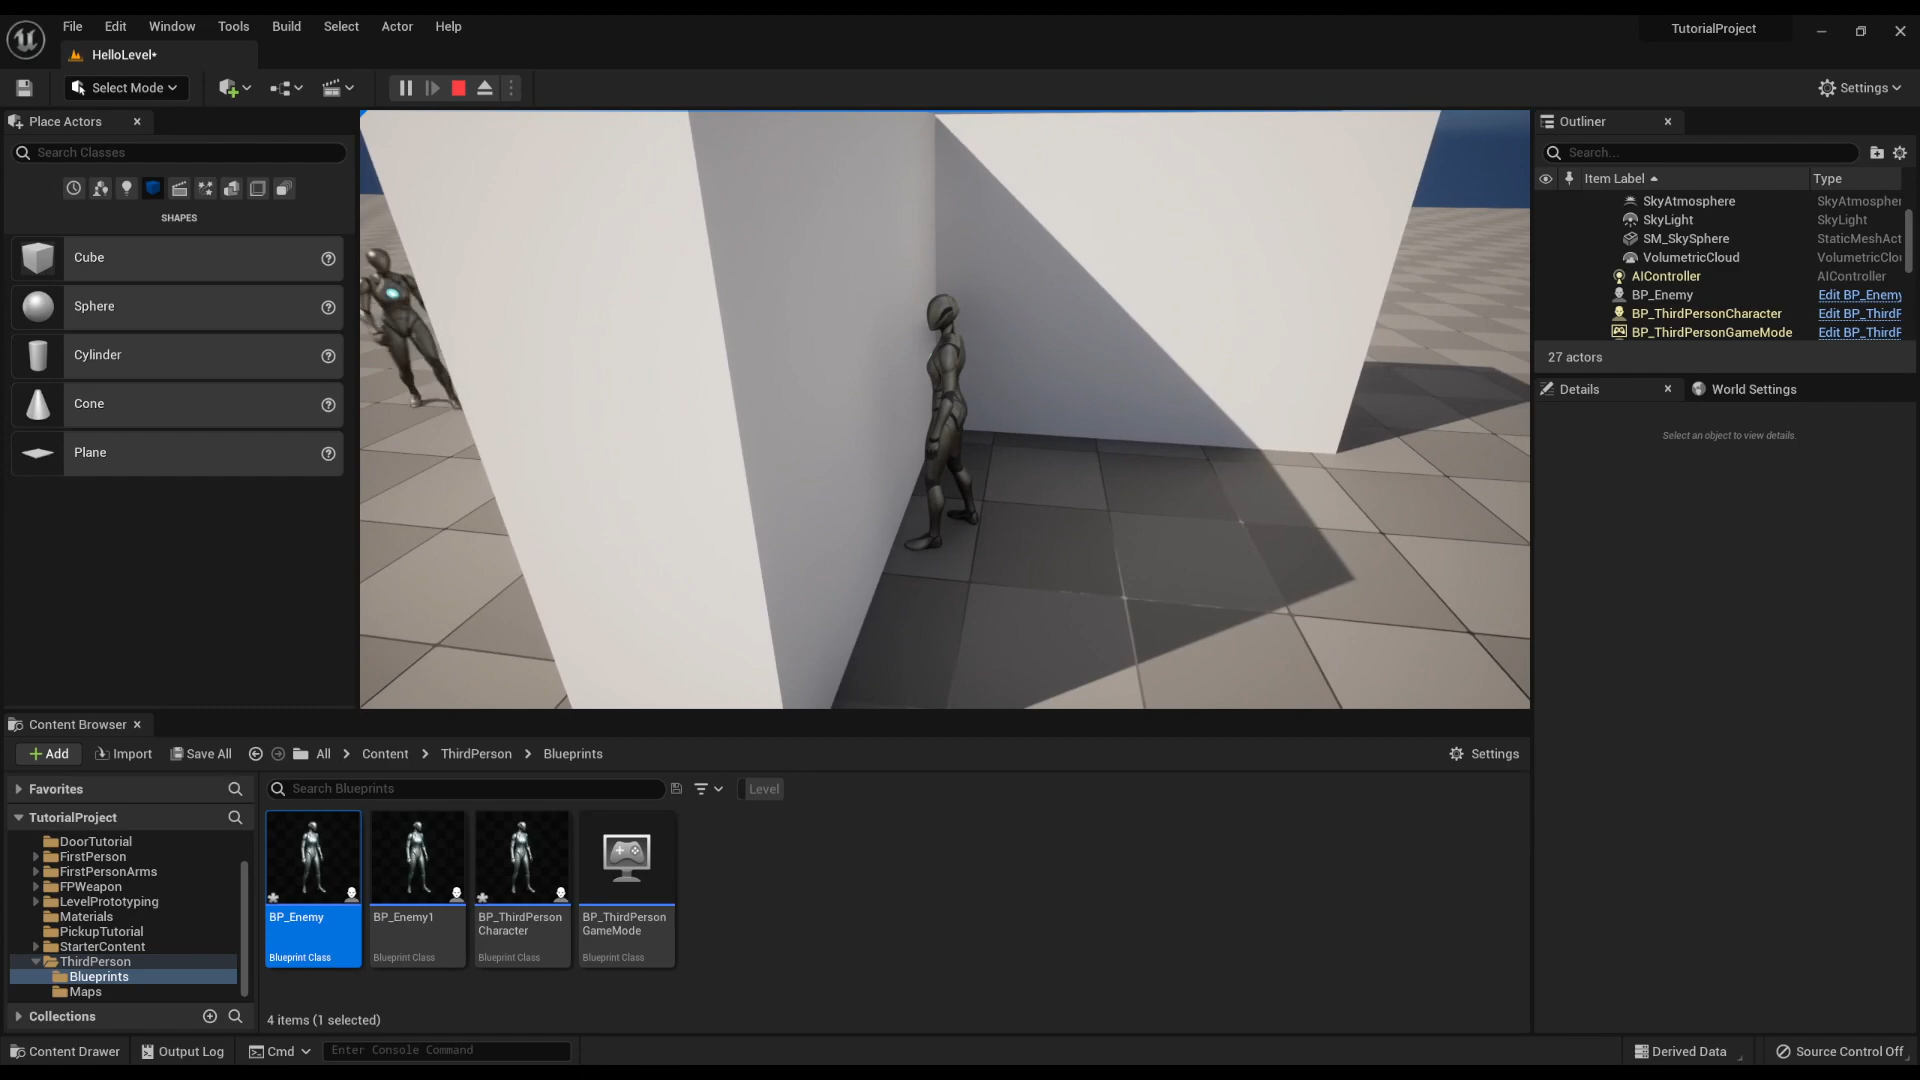 File Edit Window Tools Build Select Actor Help
TutorialProject
HelloLevel*
Select Mode
Settings
Place Actors
Search Classes
SHAPES
Cube
Sphere
Cylinder
Cone
Plane
Outliner
Search...
Item Label Type
SkyAtmosphere SkyAtmospher
SkyLight SkyLight
SM_SkySphere StaticMeshAct
VolumetricCloud VolumetricClou
AIController AIController
BP_Enemy Edit BP_Enemy
BP_ThirdPersonCharacter Edit BP_ThirdP
BP_ThirdPersonGameMode Edit BP_ThirdP
27 actors
Details World Settings
Select an object to view details.
Content Browser
Add Import Save All All Content ThirdPerson Blueprints Settings
Favorites
TutorialProject
DoorTutorial
FirstPerson
FirstPersonArms
FPWeapon
LevelPrototyping
Materials
PickupTutorial
StarterContent
ThirdPerson
Blueprints
Maps
Collections
Search Blueprints Level
BP_Enemy
Blueprint Class
BP_Enemy1
Blueprint Class
BP_ThirdPerson
Character
Blueprint Class
BP_ThirdPerson
GameMode
Blueprint Class
4 items (1 selected)
Content Drawer Output Log Cmd Enter Console Command Derived Data Source Control Off